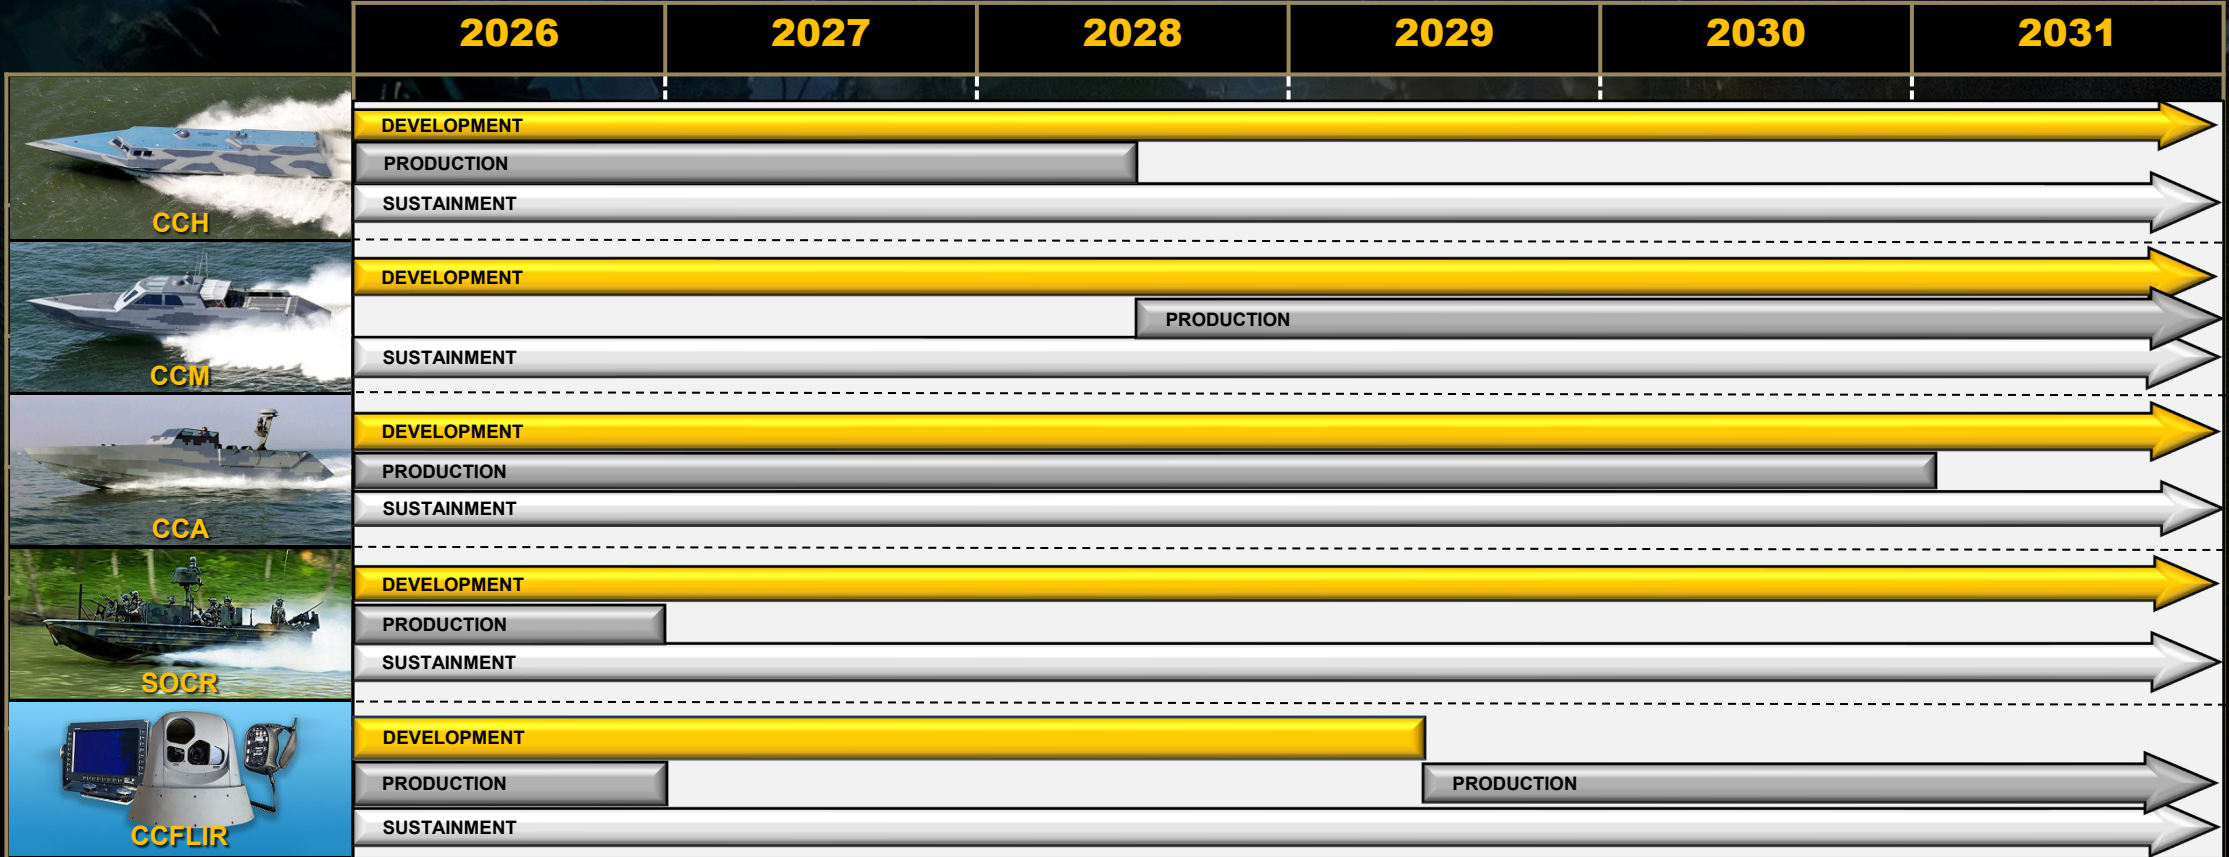 2026 2027 2028 2029 2030 2031
DEVELOPMENT
PRODUCTION
SUSTAINMENT
CCH
DEVELOPMENT
PRODUCTION
SUSTAINMENT
CCM
DEVELOPMENT
PRODUCTION
SUSTAINMENT
CCA
DEVELOPMENT
PRODUCTION
SUSTAINMENT
SOCR
DEVELOPMENT
PRODUCTION PRODUCTION
SUSTAINMENT
CCFLIR